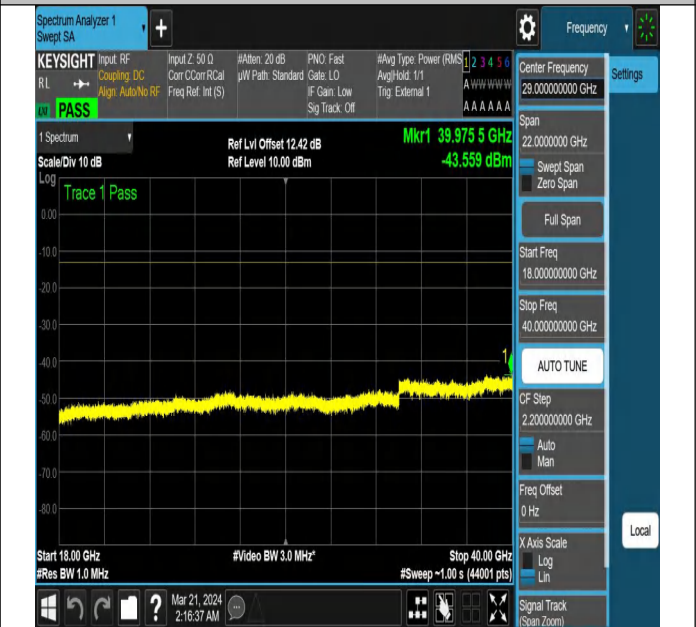 Spectrum Analyzer 1
Swept SA
+
Frequency
KEYSIGHT
RL
PASS
Input: RF
Coupling: DC
Align: Auto/No RF
Input Z: 50 Ω
Corr CCorr RCal
Freq Ref: Int (S)
#Atten: 20 dB
µW Path: Standard
PNO: Fast
Gate: LO
IF Gain: Low
Sig Track: Off
#Avg Type: Power (RMS
Avg|Hold: 1/1
Trig: External 1
1 2 3 4 5 6
A W W W W W
A A A A A A
1 Spectrum
Scale/Div 10 dB
Ref Lvl Offset 12.42 dB
Ref Level 10.00 dBm
Mkr1 39.975 5 GHz
-43.559 dBm
Log
Trace 1 Pass
0.00
-10.0
-20.0
-30.0
-40.0
-50.0
-60.0
-70.0
-80.0
1
Start 18.00 GHz
#Res BW 1.0 MHz
#Video BW 3.0 MHz*
Stop 40.00 GHz
#Sweep ~1.00 s (44001 pts)
Mar 21, 2024
2:16:37 AM
?
Center Frequency
29.000000000 GHz
Settings
Span
22.0000000 GHz
Swept Span
Zero Span
Full Span
Start Freq
18.000000000 GHz
Stop Freq
40.000000000 GHz
AUTO TUNE
CF Step
2.200000000 GHz
Auto
Man
Freq Offset
0 Hz
X Axis Scale
Log
Lin
Local
Signal Track
(Span Zoom)